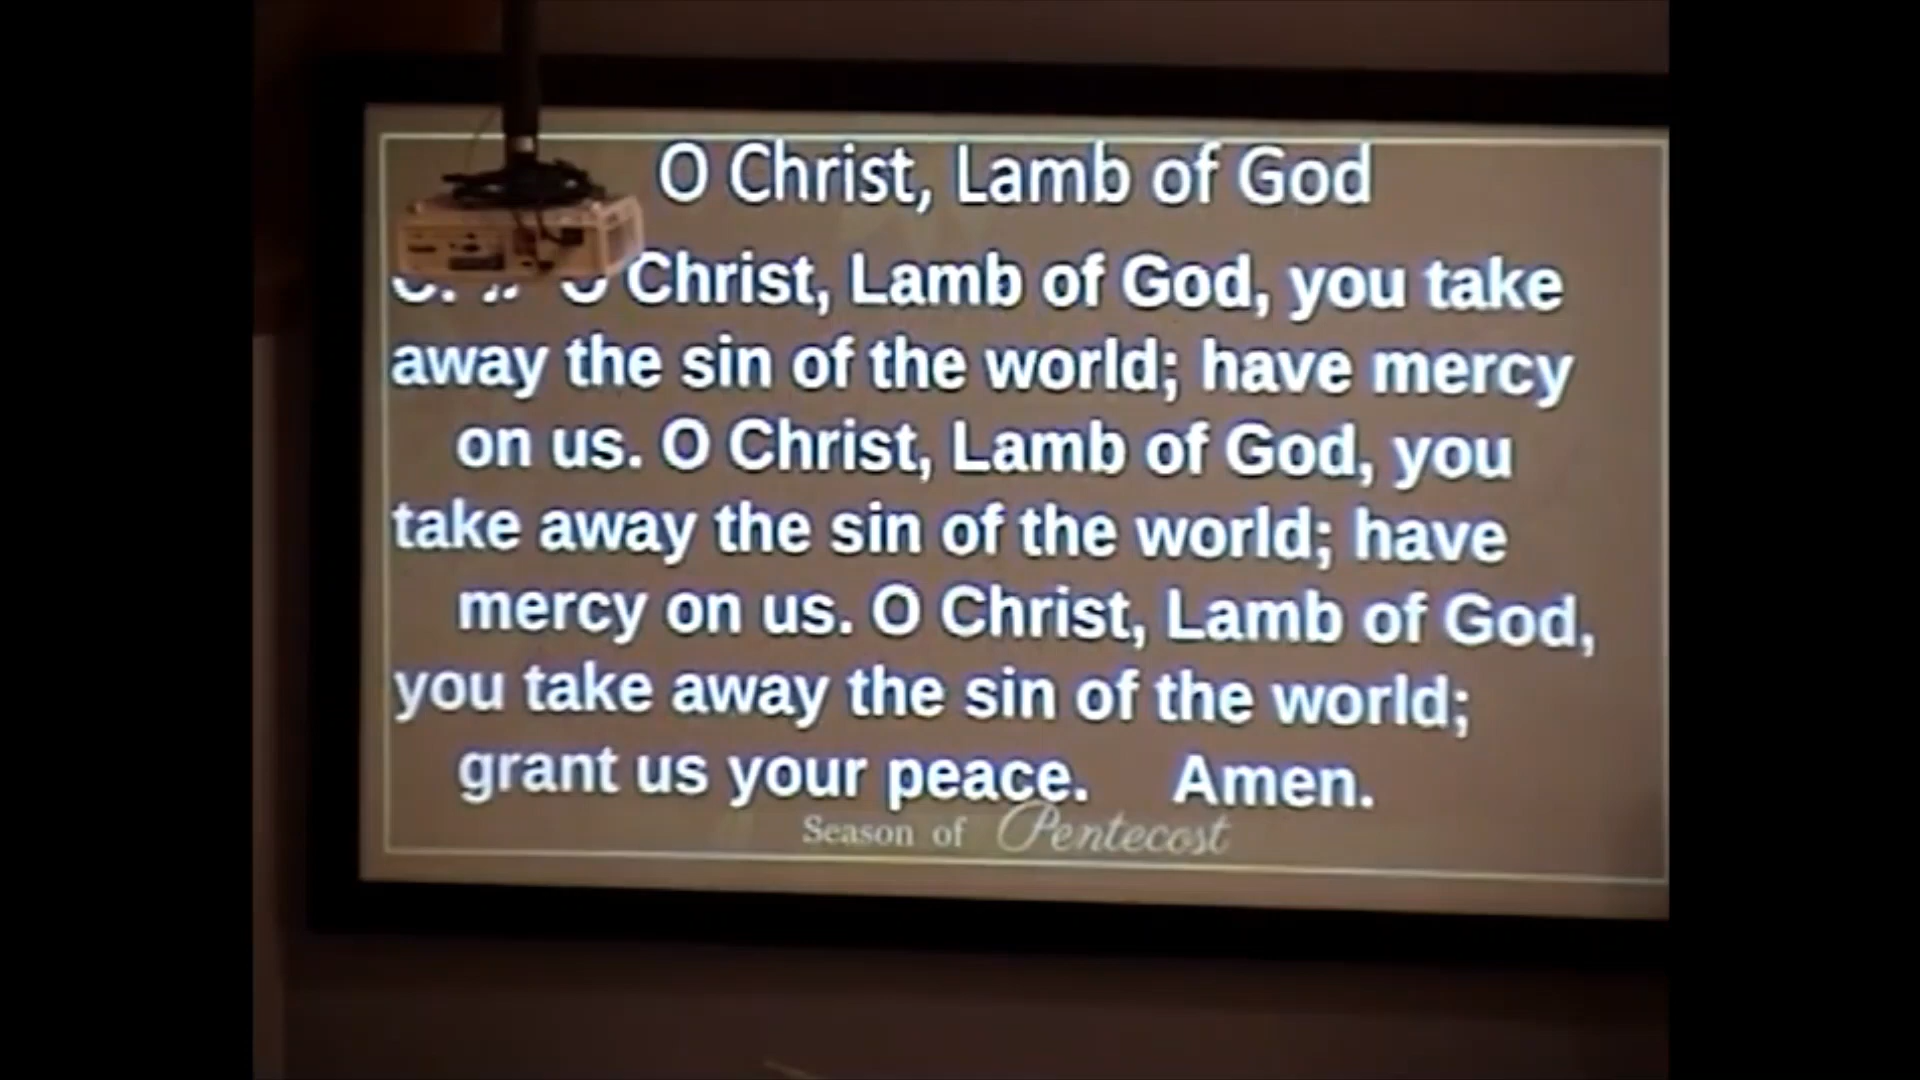 O Christ, Lamb of God
O Christ, Lamb of God, you take
away the sin of the world; have mercy
on us. O Christ, Lamb of God, you
take away the sin of the world; have
mercy on us. O Christ, Lamb of God,
you take away the sin of the world;
grant us your peace. Amen.
Season of Pentecost